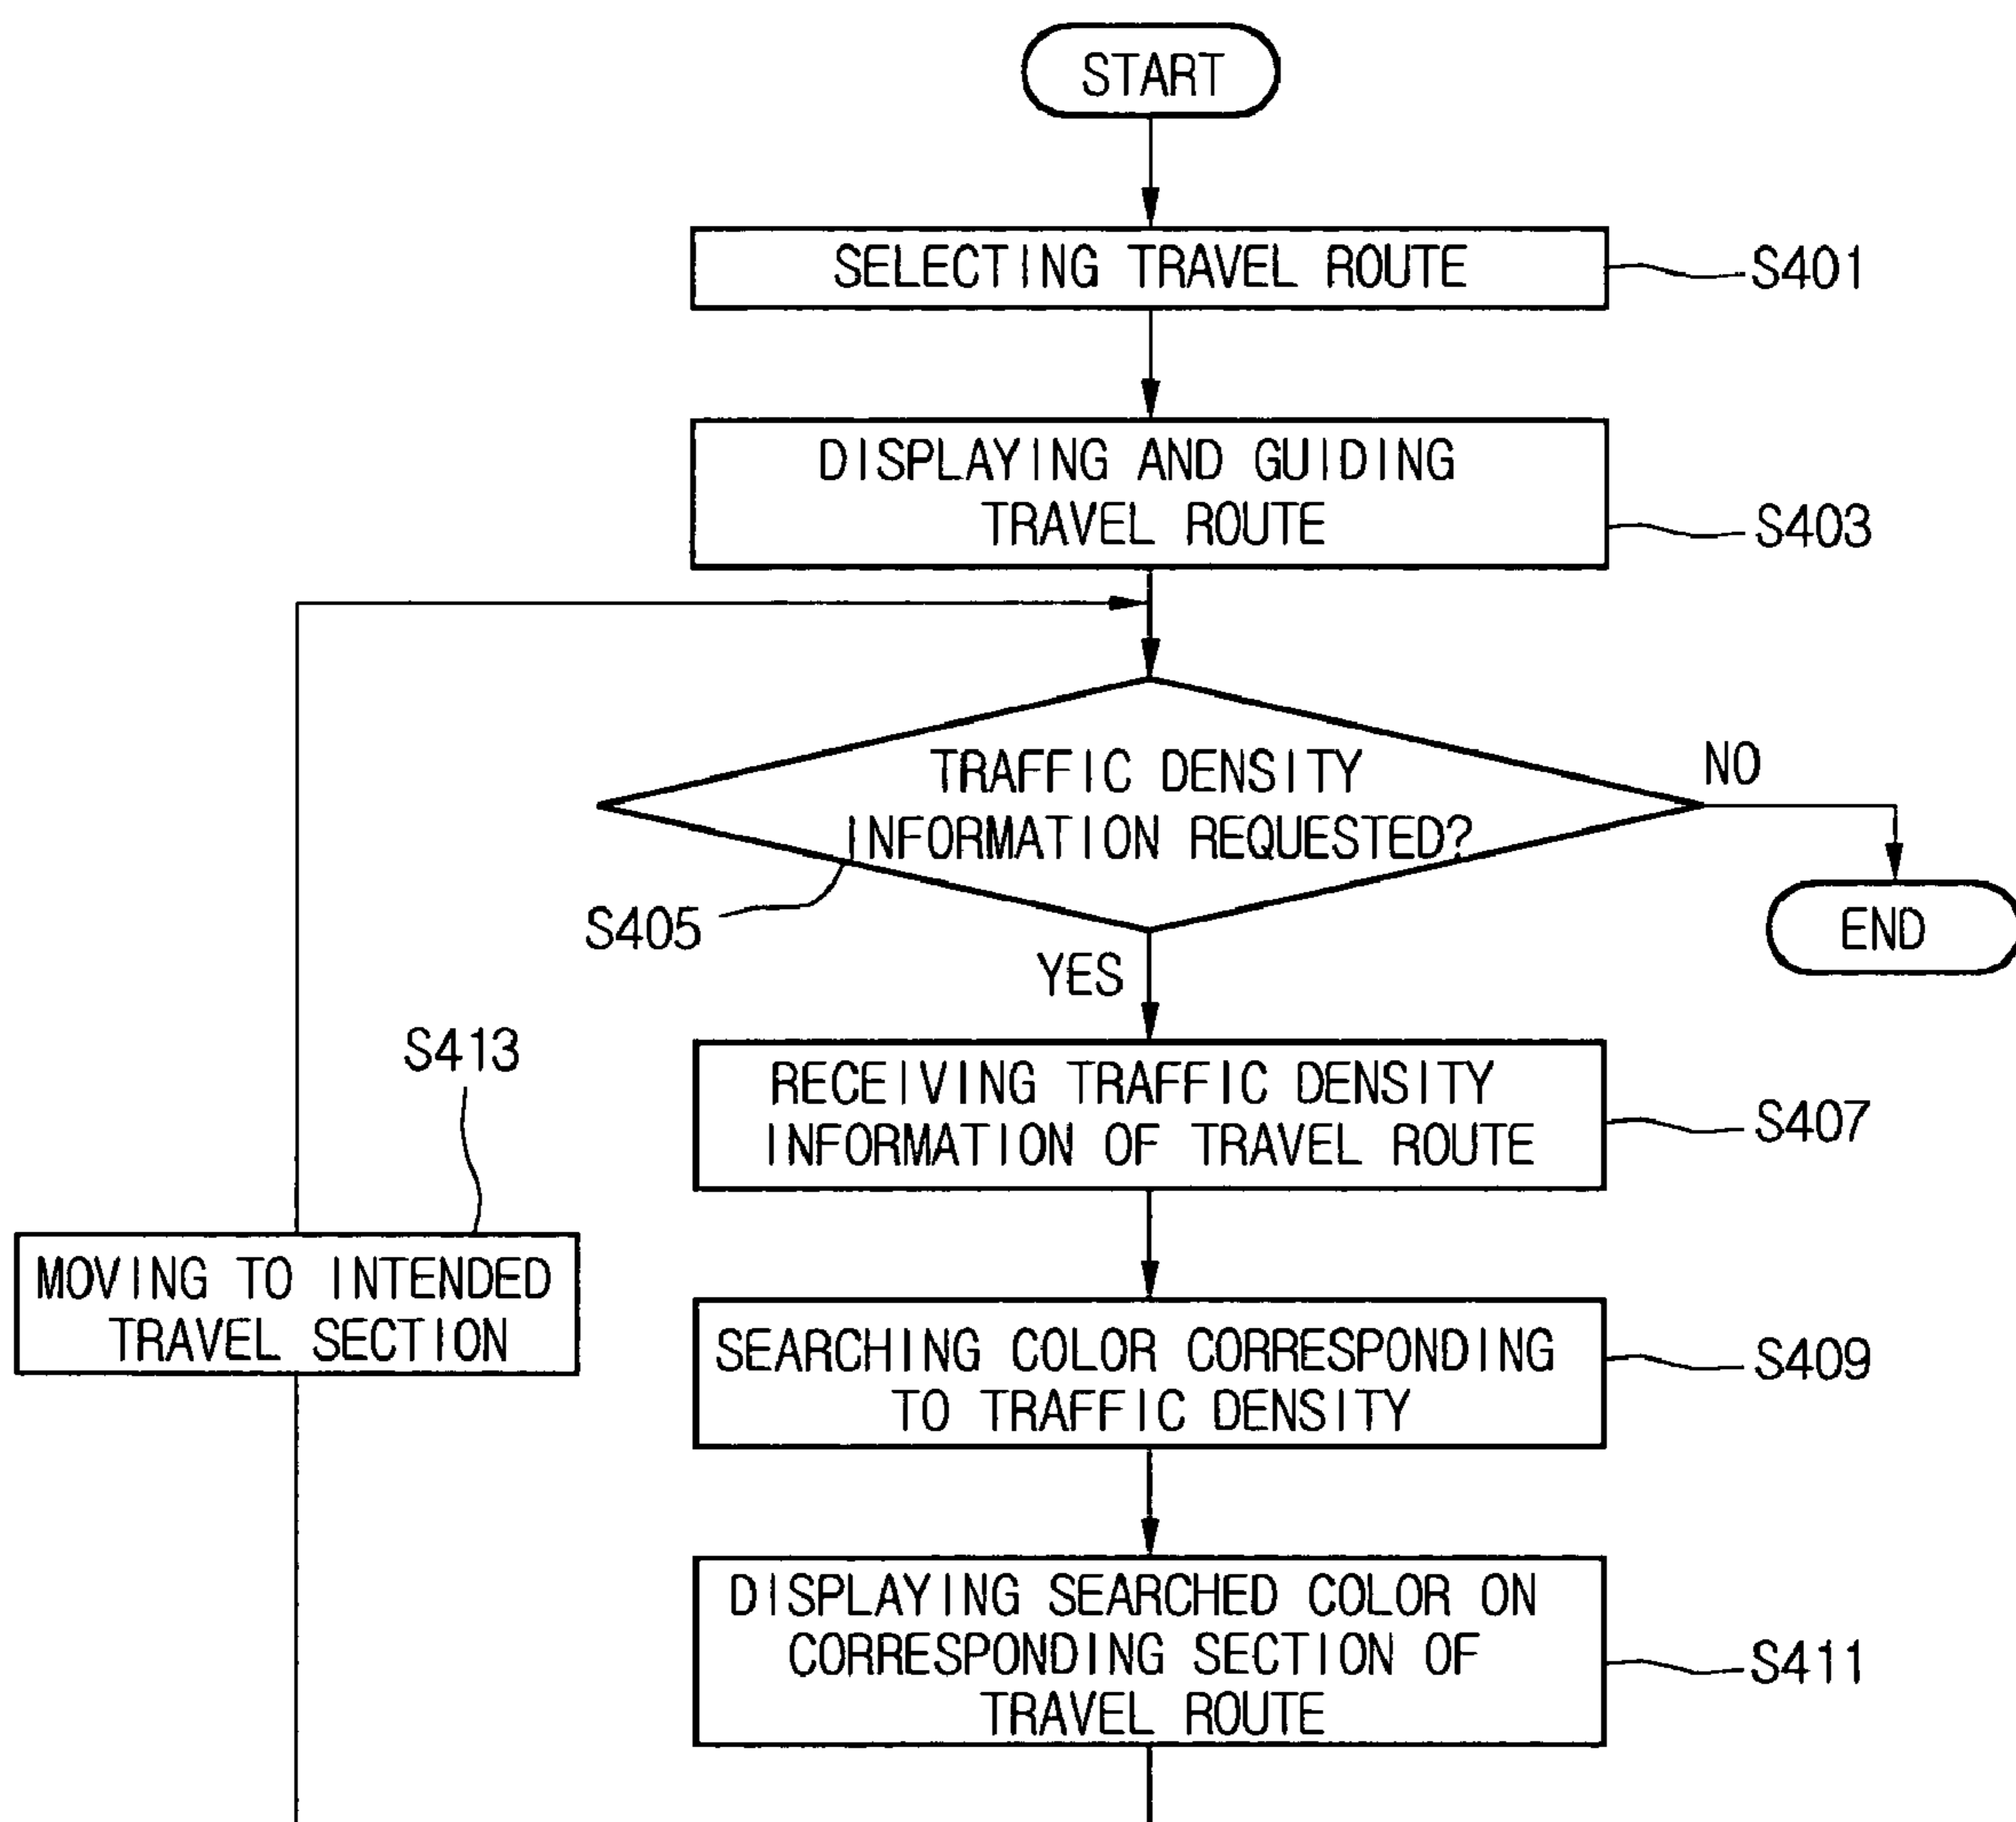 START
SELECTING TRAVEL ROUTE
S401
DISPLAYING AND GUIDING
TRAVEL ROUTE
S403
TRAFFIC DENSITY
INFORMATION REQUESTED?
NO
S405
END
YES
S413
RECEIVING TRAFFIC DENSITY
INFORMATION OF TRAVEL ROUTE
S407
MOVING TO INTENDED
TRAVEL SECTION
SEARCHING COLOR CORRESPONDING
TO TRAFFIC DENSITY
S409
DISPLAYING SEARCHED COLOR ON
CORRESPONDING SECTION OF
TRAVEL ROUTE
S411